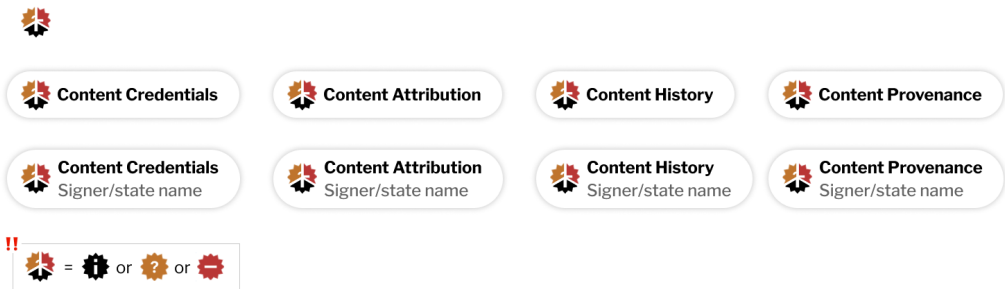 Content Credentials
Content Attribution
Content History
Content Provenance
Content Credentials
Signer/state name
Content Attribution
Signer/state name
Content History
Signer/state name
Content Provenance
Signer/state name
!!
= i or ? or −